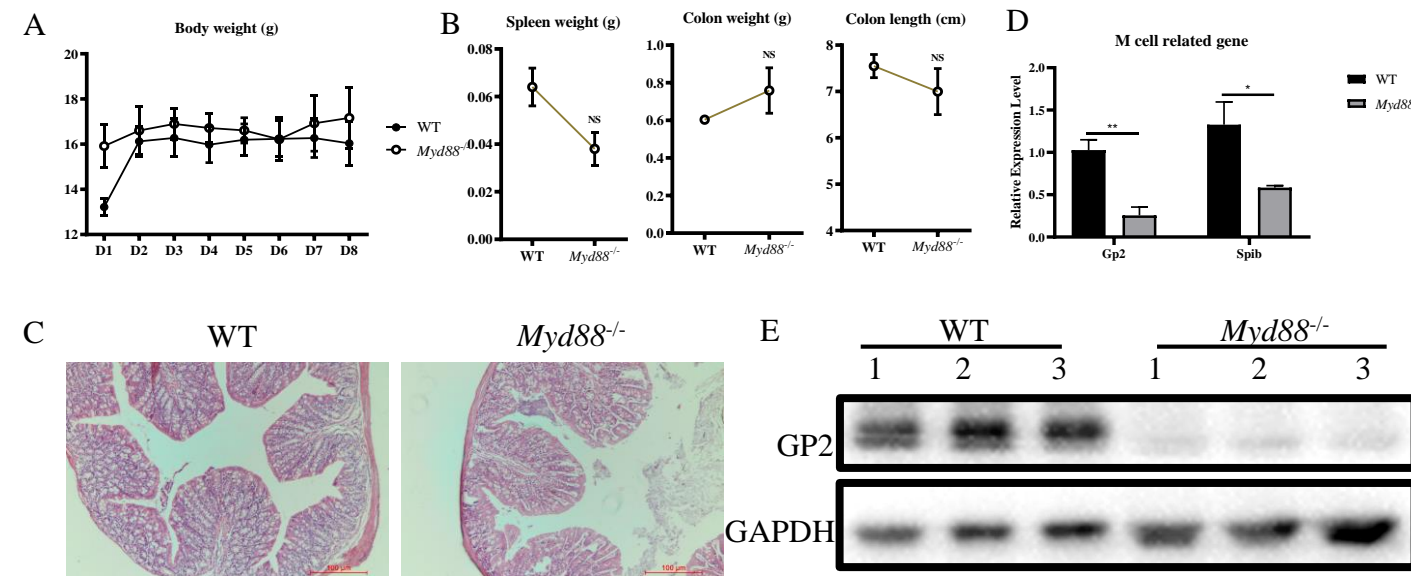 A
Body weight (g)
20
18
16
14
12
D1 D2 D3 D4 D5 D6 D7 D8
WT
Myd88-/-
B
Spleen weight (g)
0.08
0.06
0.04
0.02
0.00
NS
WT Myd88-/-
Colon weight (g)
1.0
0.8
0.6
0.4
0.2
0.0
NS
WT Myd88-/-
Colon length (cm)
8
7
6
5
4
NS
WT Myd88-/-
D
M cell related gene
Relative Expression Level
2.0
1.5
1.0
0.5
0.0
**
*
Gp2 Spib
WT
Myd88
C
WT Myd88-/-
100 μm 100 μm
E
WT Myd88-/-
1 2 3 1 2 3
GP2
GAPDH